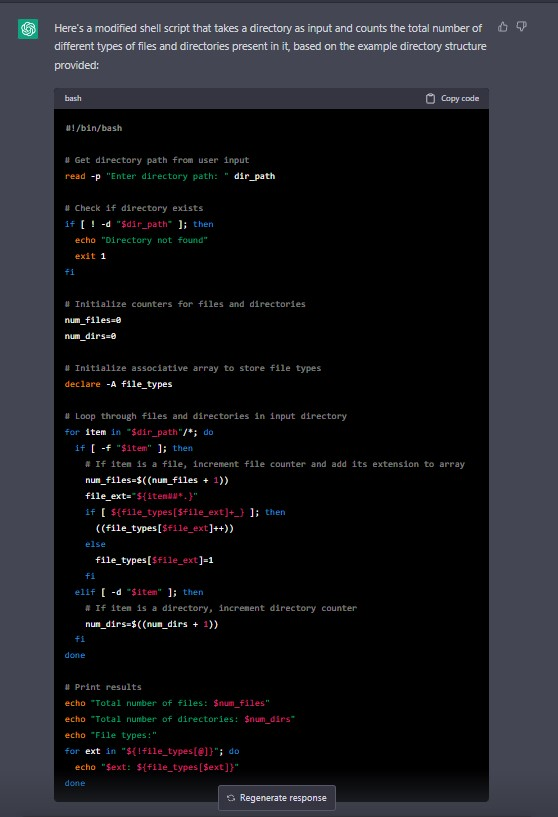 Here's a modified shell script that takes a directory as input and counts the total number of
different types of files and directories present in it, based on the example directory structure
provided:
bash
Copy code
#!/bin/bash
# Get directory path from user input
read -p "Enter directory path: " dir_path
# Check if directory exists
if [ ! -d "$dir_path" ]; then
  echo "Directory not found"
  exit 1
fi
# Initialize counters for files and directories
num_files=0
num_dirs=0
# Initialize associative array to store file types
declare -A file_types
# Loop through files and directories in input directory
for item in "$dir_path"/*; do
  if [ -f "$item" ]; then
    # If item is a file, increment file counter and add its extension to array
    num_files=$((num_files + 1))
    file_ext="${item##*.}"
    if [ ${file_types[$file_ext]+_} ]; then
      ((file_types[$file_ext]++))
    else
      file_types[$file_ext]=1
    fi
  elif [ -d "$item" ]; then
    # If item is a directory, increment directory counter
    num_dirs=$((num_dirs + 1))
  fi
done
# Print results
echo "Total number of files: $num_files"
echo "Total number of directories: $num_dirs"
echo "File types:"
for ext in "${!file_types[@]}"; do
  echo "$ext: ${file_types[$ext]}"
done
Regenerate response